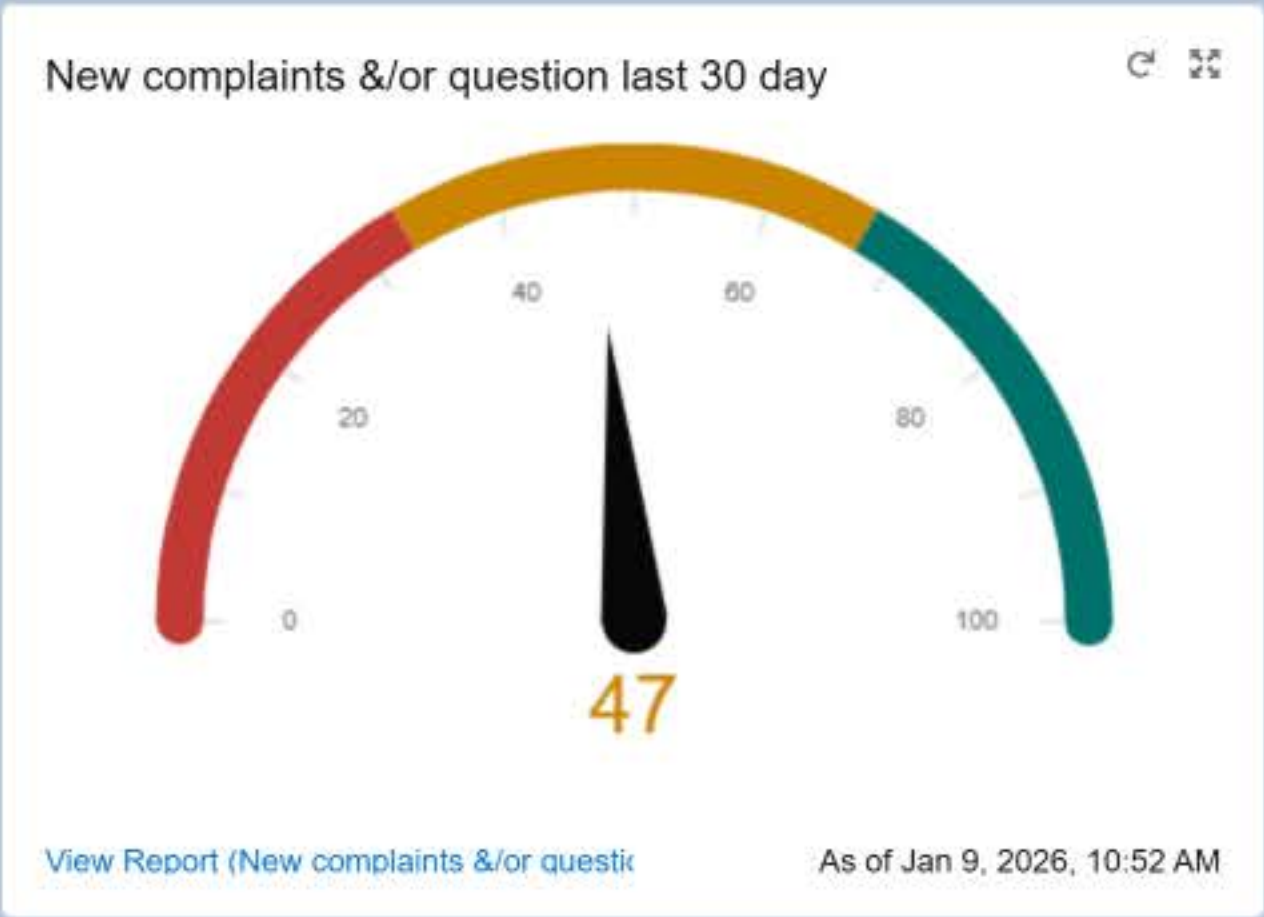 New complaints &/or question last 30 day
40
60
20
80
0
100
47
View Report (New complaints &/or questic
As of Jan 9, 2026, 10:52 AM